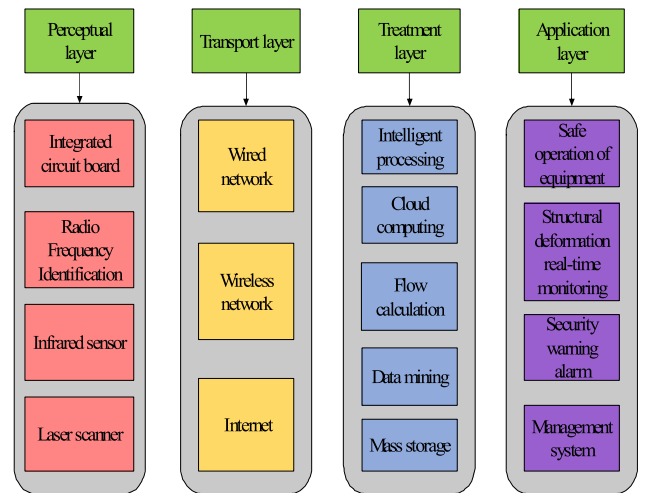 Perceptual
layer
Integrated
circuit board
Radio
Frequency
Identification
Infrared sensor
Laser scanner
Transport layer
Wired
network
Wireless
network
Internet
Treatment
layer
Intelligent
processing
Cloud
computing
Flow
calculation
Data mining
Mass storage
Application
layer
Safe
operation of
equipment
Structural
deformation
real-time
monitoring
Security
warning
alarm
Management
system